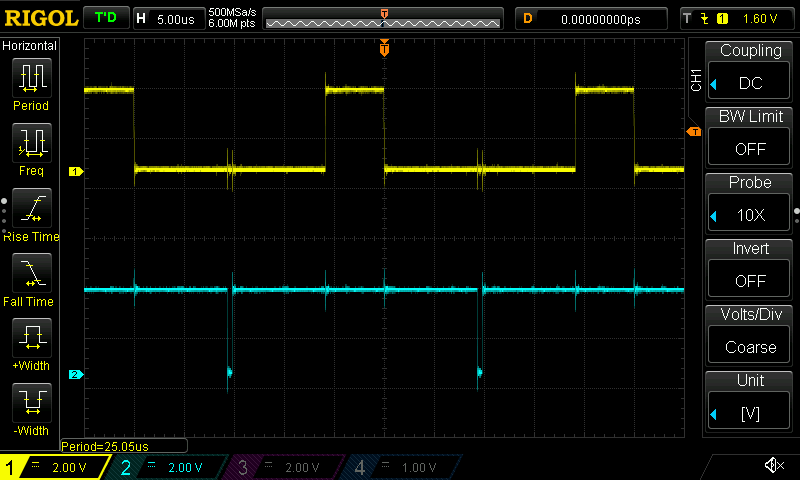 RIGOL T'D H 5.00us 500MSa/s 6.00M pts T D 0.00000000ps T 1 1.60 V
Horizontal
Period
Freq
Rise Time
Fall Time
+Width
-Width
T
1
2
T
CH1
Coupling
DC
BW Limit
OFF
Probe
10X
Invert
OFF
Volts/Div
Coarse
Unit
[V]
Period=25.05us
1 = 2.00 V 2 = 2.00 V 3 = 2.00 V 4 = 1.00 V